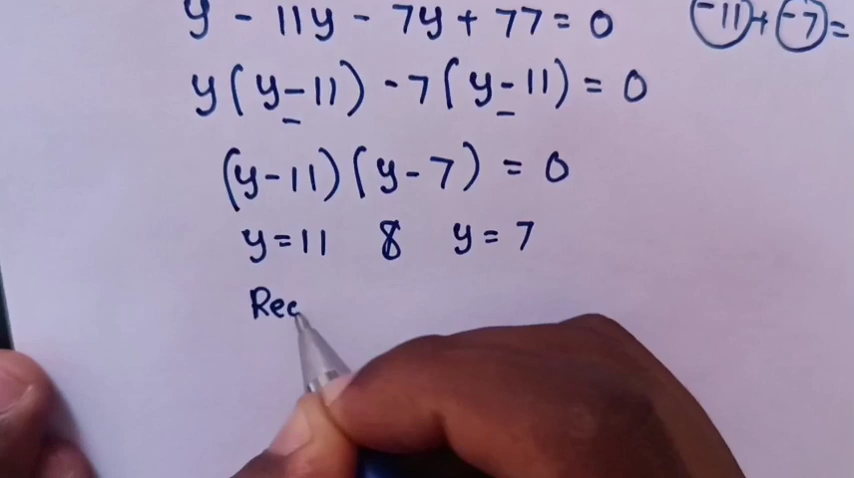 y - 11y - 7y + 77 = 0
-11 + -7 =
y(y-11) -7(y-11) = 0
(y-11)(y-7) = 0
y=11 & y=7
Rec